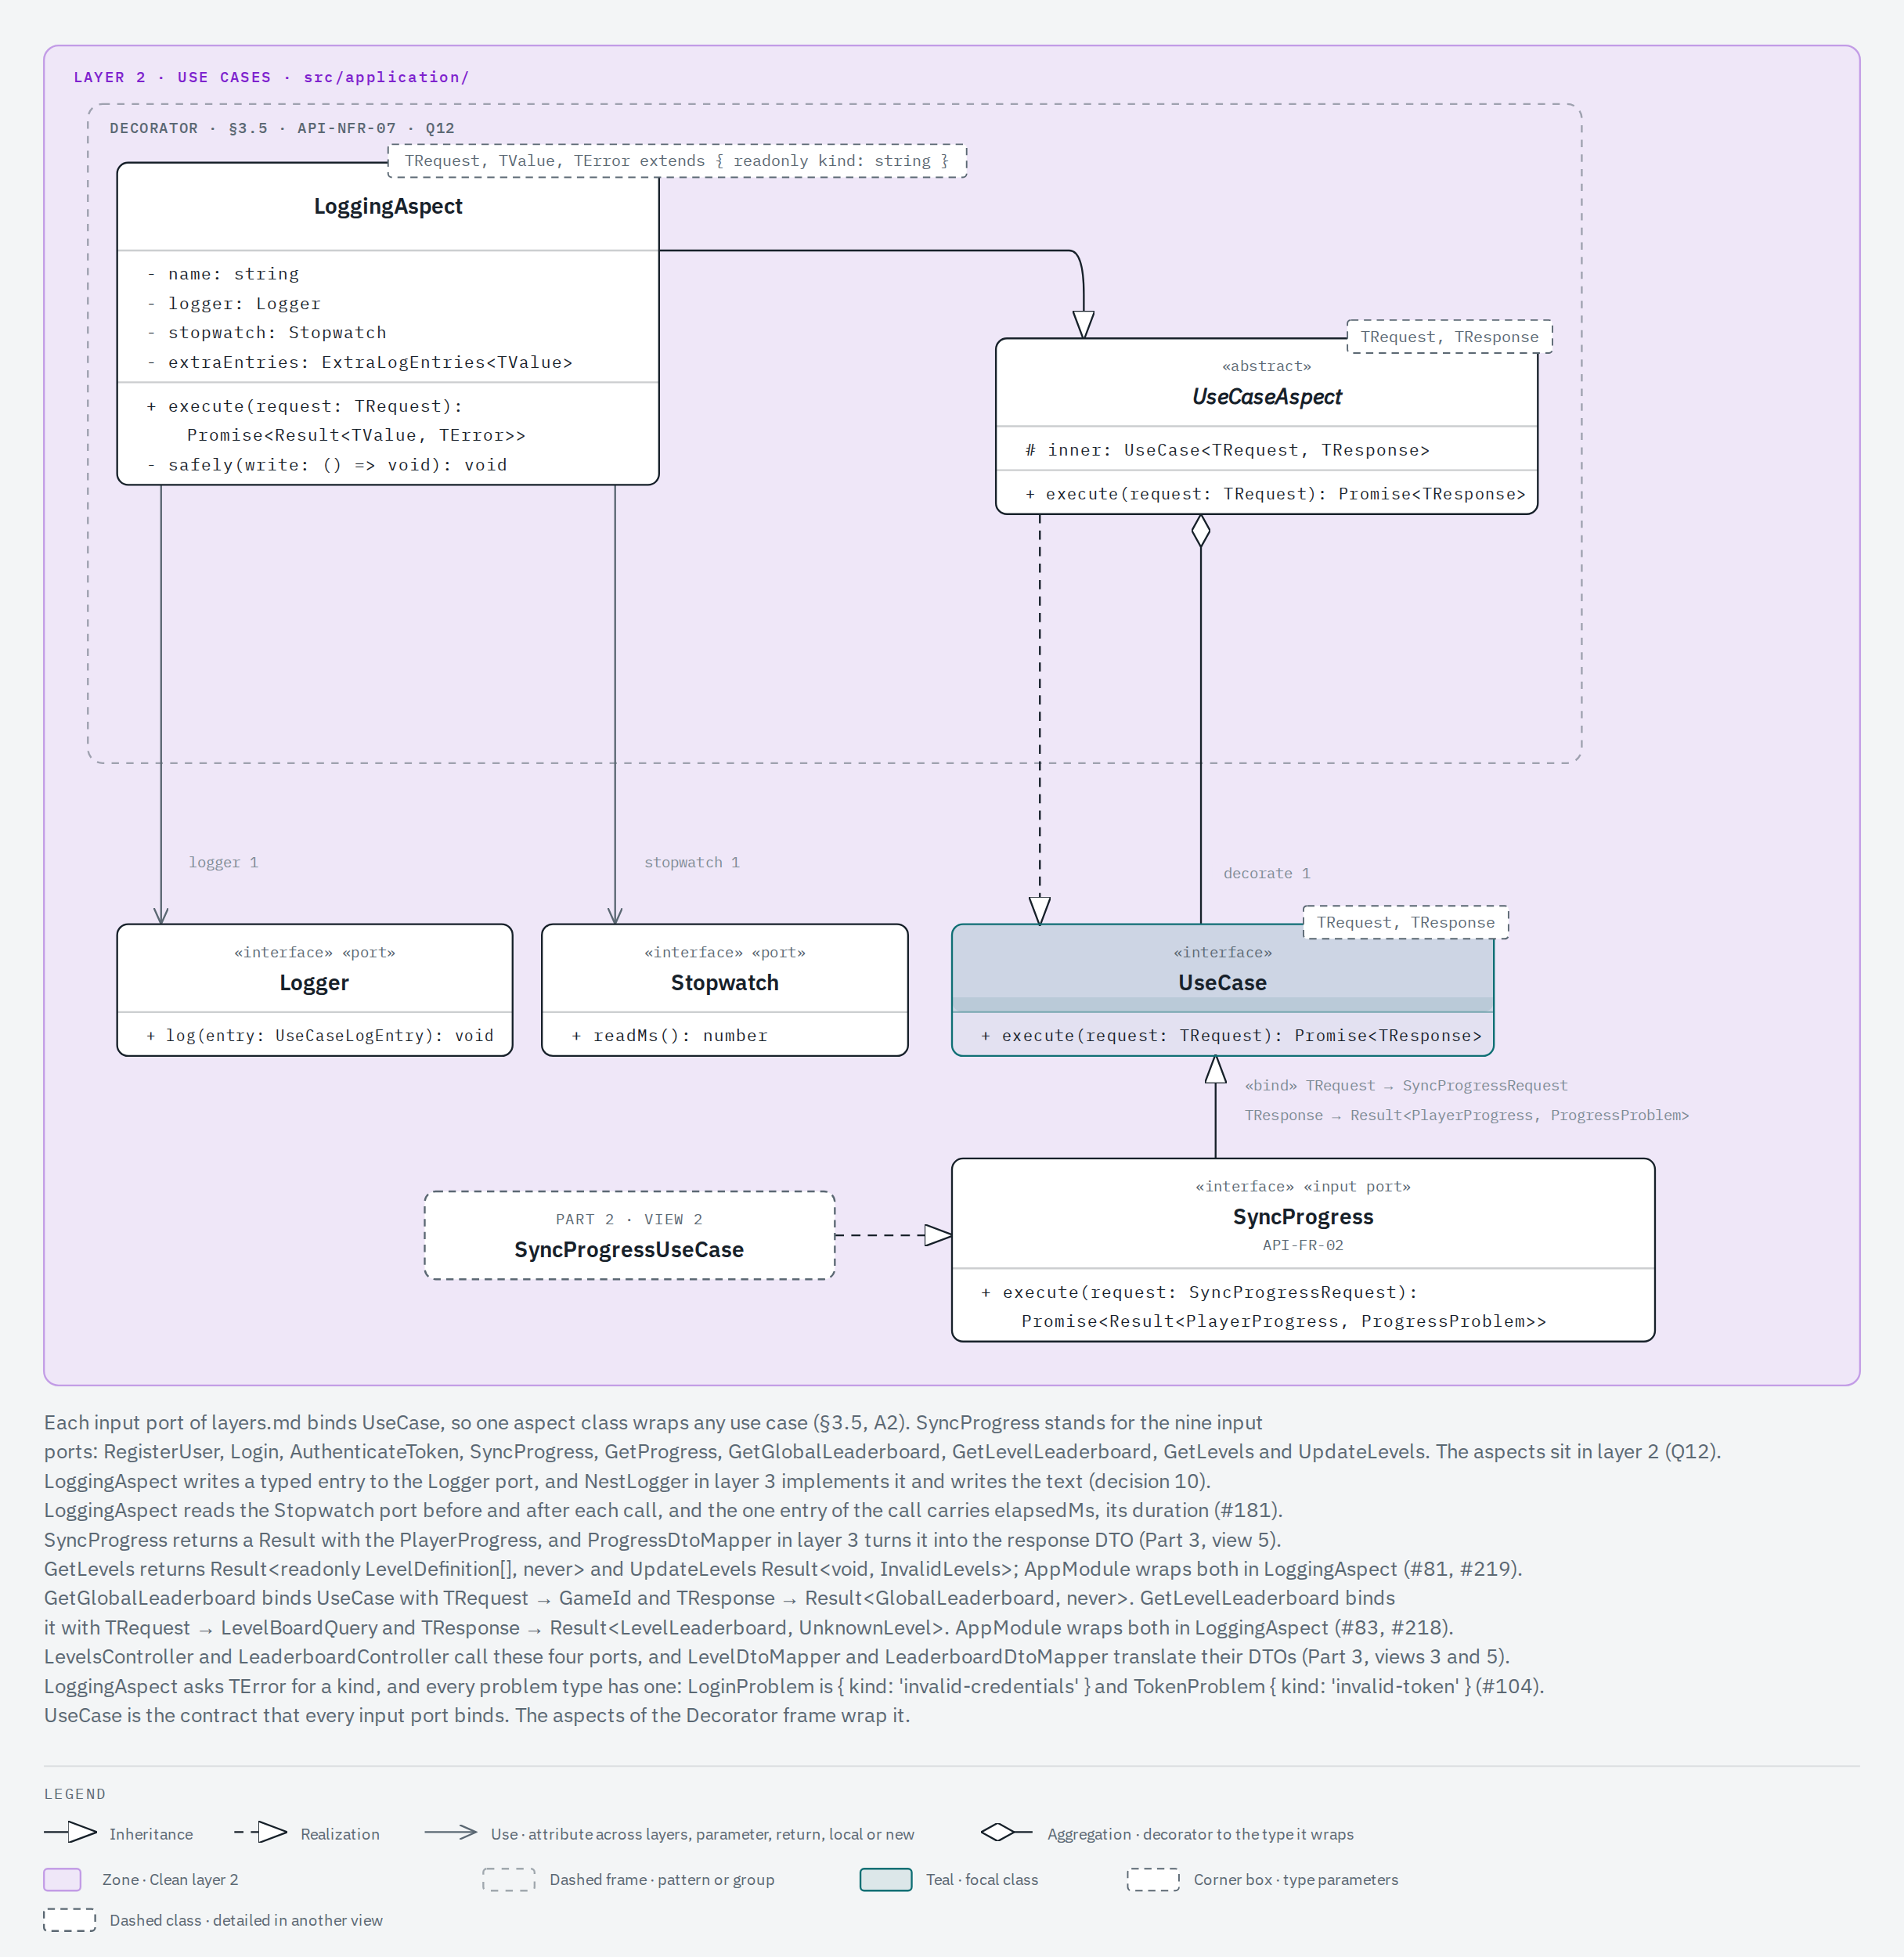 LAYER 2 · USE CASES · src/application/
DECORATOR · §3.5 · API-NFR-07 · Q12
TRequest, TValue, TError extends { readonly kind: string }
LoggingAspect
- name: string
- logger: Logger
- stopwatch: Stopwatch
- extraEntries: ExtraLogEntries<TValue>
+ execute(request: TRequest):
Promise<Result<TValue, TError>>
- safely(write: () => void): void
TRequest, TResponse
«abstract»
UseCaseAspect
# inner: UseCase<TRequest, TResponse>
+ execute(request: TRequest): Promise<TResponse>
logger 1
stopwatch 1
decorate 1
«interface» «port»
Logger
+ log(entry: UseCaseLogEntry): void
«interface» «port»
Stopwatch
+ readMs(): number
TRequest, TResponse
«interface»
UseCase
+ execute(request: TRequest): Promise<TResponse>
«bind» TRequest → SyncProgressRequest
TResponse → Result<PlayerProgress, ProgressProblem>
PART 2 · VIEW 2
SyncProgressUseCase
«interface» «input port»
SyncProgress
API-FR-02
+ execute(request: SyncProgressRequest):
Promise<Result<PlayerProgress, ProgressProblem>>
Each input port of layers.md binds UseCase, so one aspect class wraps any use case (§3.5, A2). SyncProgress stands for the nine input
ports: RegisterUser, Login, AuthenticateToken, SyncProgress, GetProgress, GetGlobalLeaderboard, GetLevelLeaderboard, GetLevels and UpdateLevels. The aspects sit in layer 2 (Q12).
LoggingAspect writes a typed entry to the Logger port, and NestLogger in layer 3 implements it and writes the text (decision 10).
LoggingAspect reads the Stopwatch port before and after each call, and the one entry of the call carries elapsedMs, its duration (#181).
SyncProgress returns a Result with the PlayerProgress, and ProgressDtoMapper in layer 3 turns it into the response DTO (Part 3, view 5).
GetLevels returns Result<readonly LevelDefinition[], never> and UpdateLevels Result<void, InvalidLevels>; AppModule wraps both in LoggingAspect (#81, #219).
GetGlobalLeaderboard binds UseCase with TRequest → GameId and TResponse → Result<GlobalLeaderboard, never>. GetLevelLeaderboard binds
it with TRequest → LevelBoardQuery and TResponse → Result<LevelLeaderboard, UnknownLevel>. AppModule wraps both in LoggingAspect (#83, #218).
LevelsController and LeaderboardController call these four ports, and LevelDtoMapper and LeaderboardDtoMapper translate their DTOs (Part 3, views 3 and 5).
LoggingAspect asks TError for a kind, and every problem type has one: LoginProblem is { kind: 'invalid-credentials' } and TokenProblem { kind: 'invalid-token' } (#104).
UseCase is the contract that every input port binds. The aspects of the Decorator frame wrap it.
LEGEND
Inheritance
Realization
Use · attribute across layers, parameter, return, local or new
Aggregation · decorator to the type it wraps
Zone · Clean layer 2
Dashed frame · pattern or group
Teal · focal class
Corner box · type parameters
Dashed class · detailed in another view